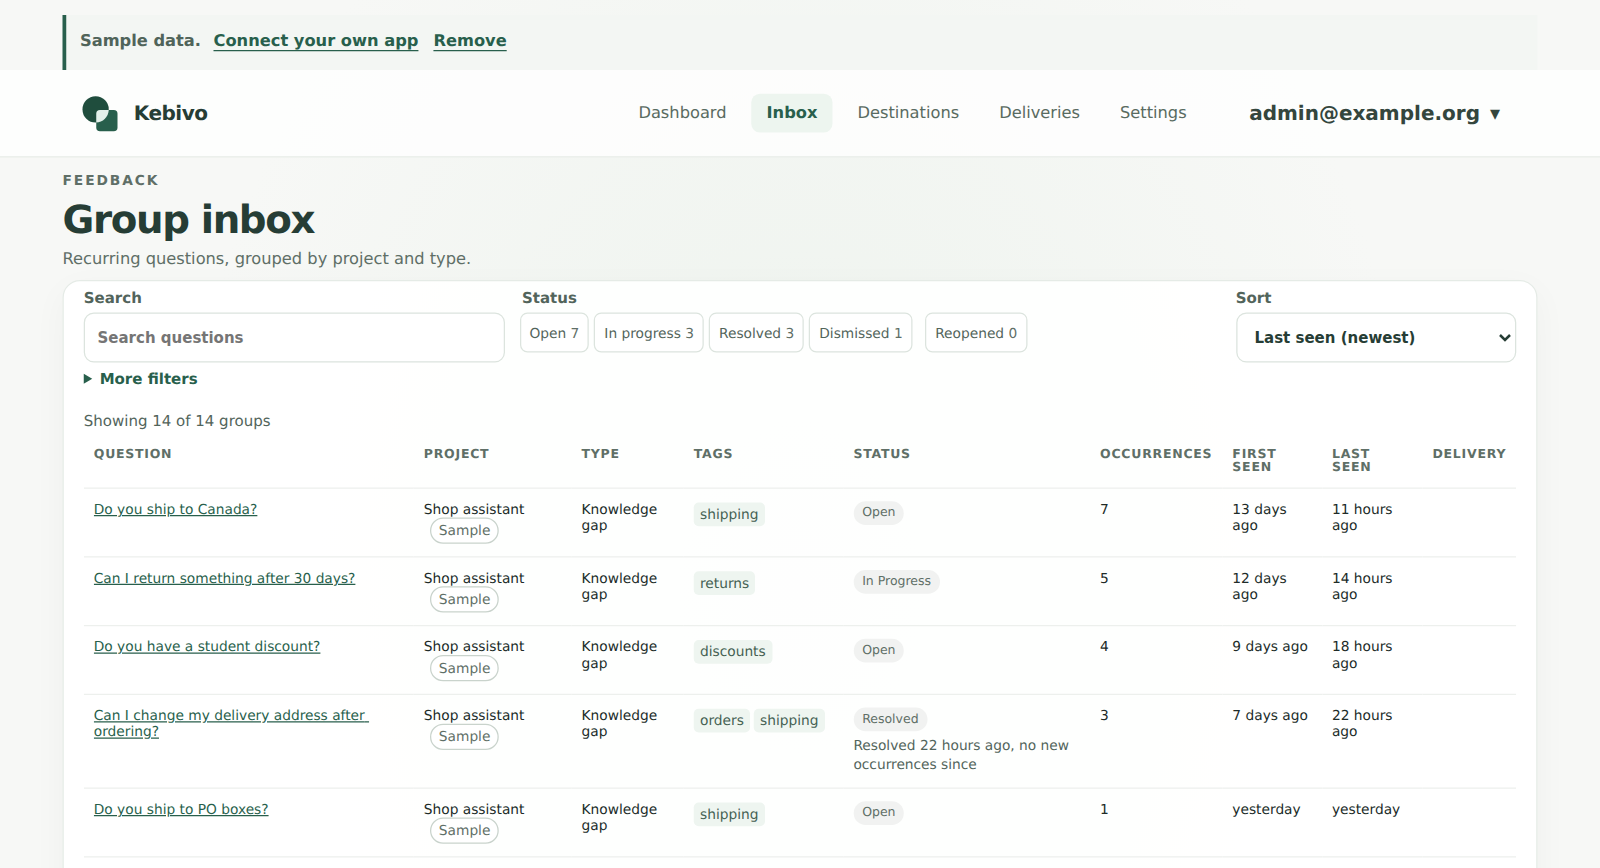 Sample data. Connect your own app Remove
Kebivo
Dashboard Inbox Destinations Deliveries Settings admin@example.org ▼
FEEDBACK
Group inbox
Recurring questions, grouped by project and type.
Search
Search questions
Status
Open 7 In progress 3 Resolved 3 Dismissed 1 Reopened 0
Sort
Last seen (newest)
More filters
Showing 14 of 14 groups
QUESTION PROJECT TYPE TAGS STATUS OCCURRENCES FIRST SEEN LAST SEEN DELIVERY
Do you ship to Canada? Shop assistant Sample Knowledge gap shipping Open 7 13 days ago 11 hours ago
Can I return something after 30 days? Shop assistant Sample Knowledge gap returns In Progress 5 12 days ago 14 hours ago
Do you have a student discount? Shop assistant Sample Knowledge gap discounts Open 4 9 days ago 18 hours ago
Can I change my delivery address after ordering? Shop assistant Sample Knowledge gap orders shipping Resolved Resolved 22 hours ago, no new occurrences since 3 7 days ago 22 hours ago
Do you ship to PO boxes? Shop assistant Sample Knowledge gap shipping Open 1 yesterday yesterday